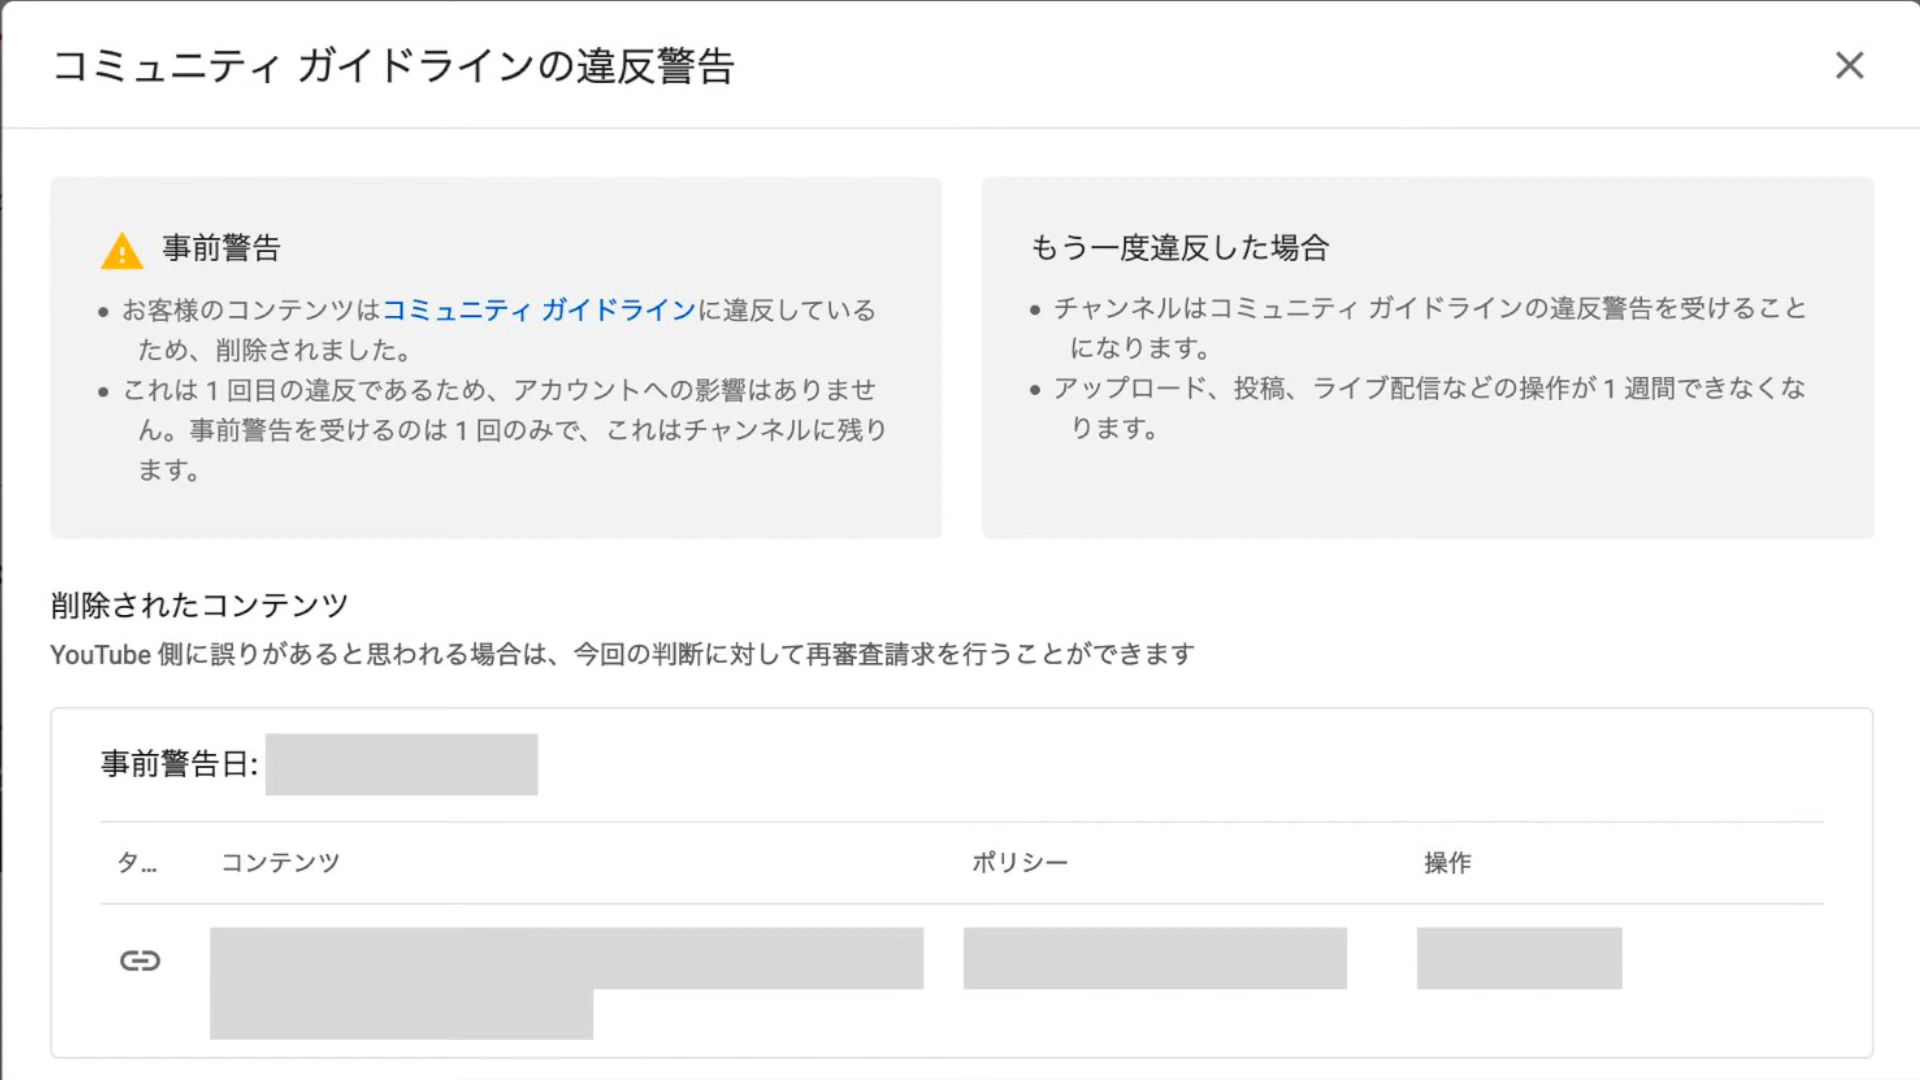 コミュニティ ガイドラインの違反警告
事前警告
• お客様のコンテンツはコミュニティ ガイドラインに違反している
ため、削除されました。
• これは 1 回目の違反であるため、アカウントへの影響はありませ
ん。事前警告を受けるのは 1 回のみで、これはチャンネルに残り
ます。
もう一度違反した場合
• チャンネルはコミュニティ ガイドラインの違反警告を受けること
になります。
• アップロード、投稿、ライブ配信などの操作が 1 週間できなくな
ります。
削除されたコンテンツ
YouTube 側に誤りがあると思われる場合は、今回の判断に対して再審査請求を行うことができます
事前警告日:
タ... コンテンツ ポリシー 操作